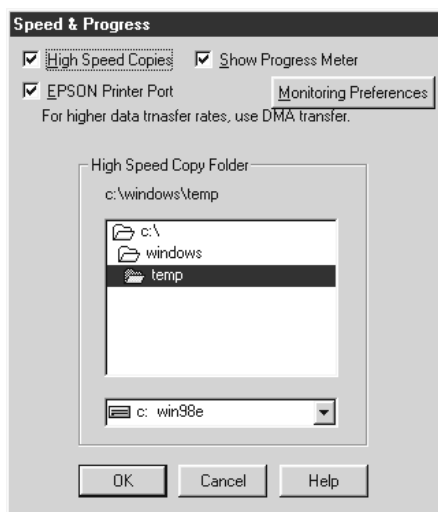 Speed & Progress
High Speed Copies Show Progress Meter
EPSON Printer Port Monitoring Preferences
For higher data trnasfer rates, use DMA transfer.
High Speed Copy Folder
c:\windows\temp
c:\
windows
temp
c: win98e
OK Cancel Help